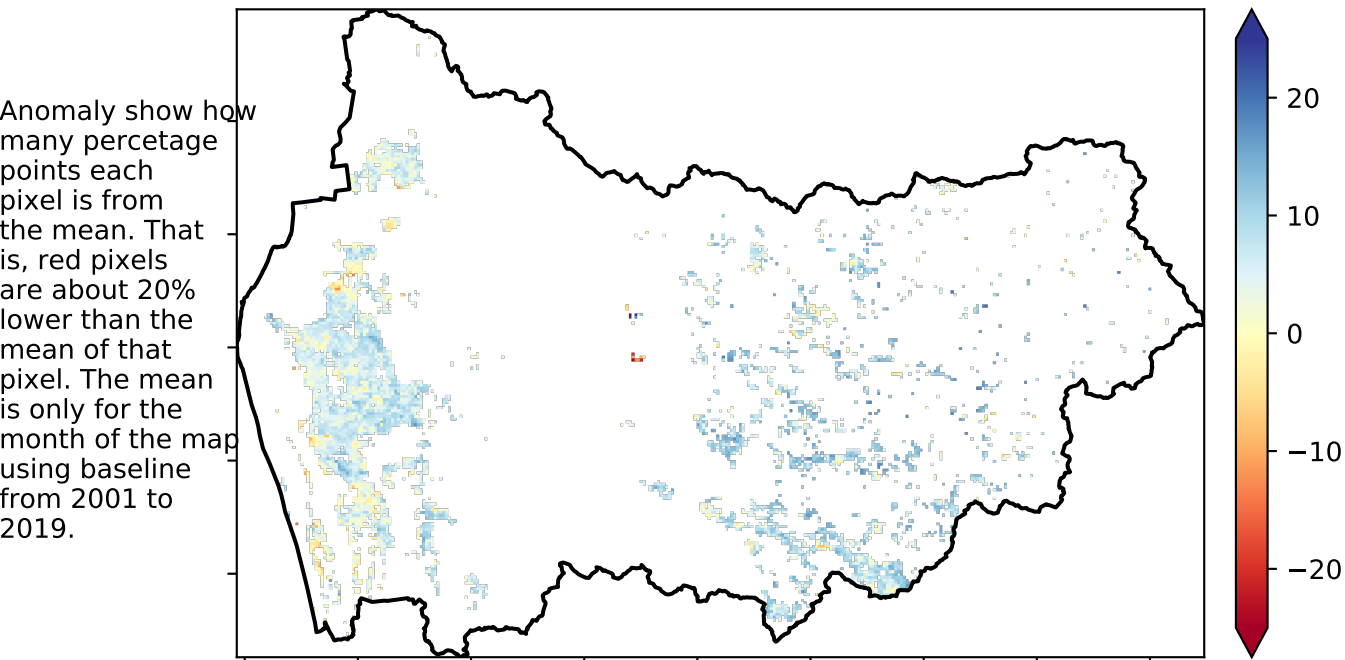 Anomaly show how
many percetage
points each
pixel is from
the mean. That
is, red pixels
are about 20%
lower than the
mean of that
pixel. The mean
is only for the
month of the map
using baseline
from 2001 to
2019.
20
10
0
−10
−20